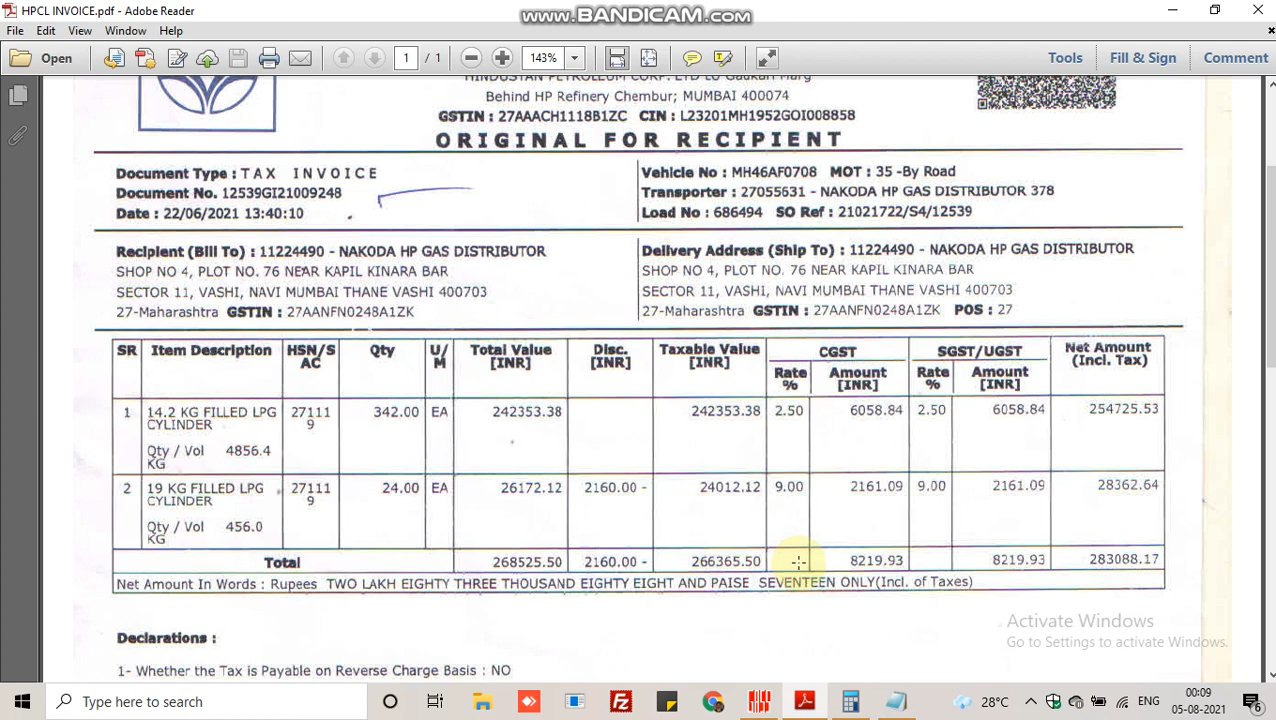 HPCL INVOICE.pdf - Adobe Reader
www.BANDICAM.com
File Edit View Window Help
Open 1 / 1 143% Tools Fill & Sign Comment
HINDUSTAN PETROLEUM CORP. LTD LG Gadkari Marg
Behind HP Refinery Chembur; MUMBAI 400074
GSTIN : 27AAACH1118B1ZC CIN : L23201MH1952GOI008858
ORIGINAL FOR RECIPIENT
Document Type : TAX INVOICE
Document No. 12539GI21009248
Date : 22/06/2021 13:40:10
Vehicle No : MH46AF0708 MOT : 35 -By Road
Transporter : 27055631 - NAKODA HP GAS DISTRIBUTOR 378
Load No : 686494 SO Ref : 21021722/S4/12539
Recipient (Bill To) : 11224490 - NAKODA HP GAS DISTRIBUTOR
SHOP NO 4, PLOT NO. 76 NEAR KAPIL KINARA BAR
SECTOR 11, VASHI, NAVI MUMBAI THANE VASHI 400703
27-Maharashtra GSTIN : 27AANFN0248A1ZK
Delivery Address (Ship To) : 11224490 - NAKODA HP GAS DISTRIBUTOR
SHOP NO 4, PLOT NO. 76 NEAR KAPIL KINARA BAR
SECTOR 11, VASHI, NAVI MUMBAI THANE VASHI 400703
27-Maharashtra GSTIN : 27AANFN0248A1ZK POS : 27
SR Item Description HSN/S Qty U/ Total Value Disc. Taxable Value CGST SGST/UGST Net Amount
AC M [INR] [INR] [INR] Rate Amount Rate Amount (Incl. Tax)
% [INR] % [INR]
1 14.2 KG FILLED LPG 27111 342.00 EA 242353.38 242353.38 2.50 6058.84 2.50 6058.84 254725.53
CYLINDER 9
Qty / Vol 4856.4
KG
2 19 KG FILLED LPG 27111 24.00 EA 26172.12 2160.00 - 24012.12 9.00 2161.09 9.00 2161.09 28362.64
CYLINDER 9
Qty / Vol 456.0
KG
Total 268525.50 2160.00 - 266365.50 8219.93 8219.93 283088.17
Net Amount In Words : Rupees TWO LAKH EIGHTY THREE THOUSAND EIGHTY EIGHT AND PAISE SEVENTEEN ONLY(Incl. of Taxes)
Declarations :
1- Whether the Tax is Payable on Reverse Charge Basis : NO
Activate Windows
Go to Settings to activate Windows.
Type here to search
28°C ENG 00:09
05-08-2021 6